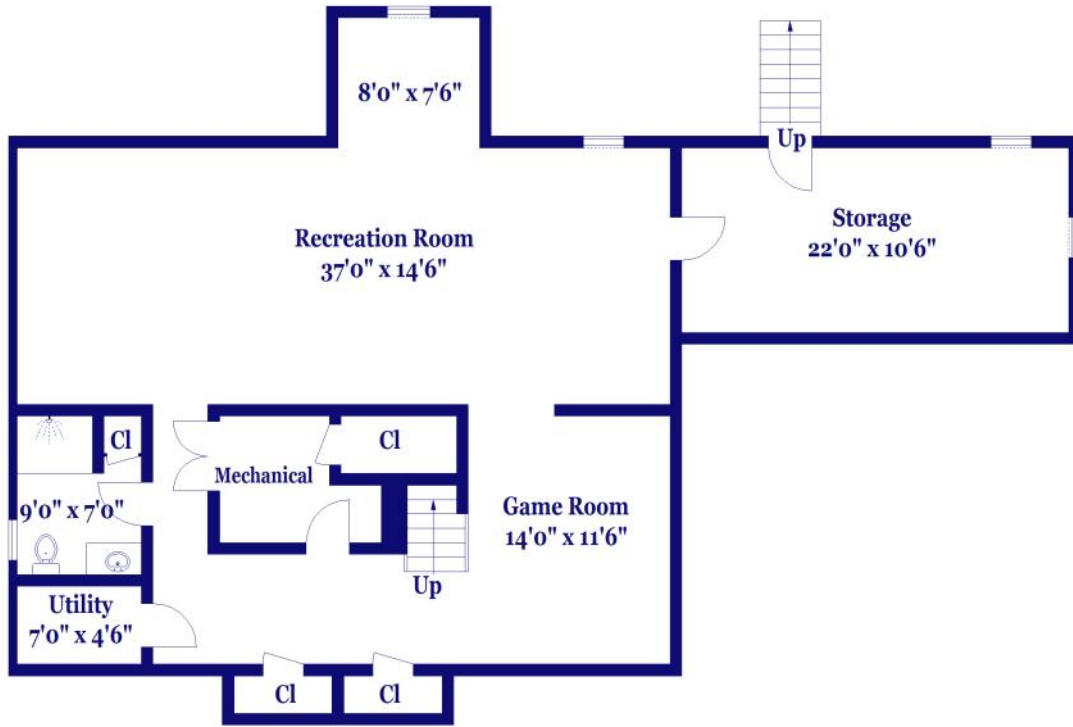 8'0" x 7'6"
Up
Storage
22'0" x 10'6"
Recreation Room
37'0" x 14'6"
Cl
Cl
Mechanical
9'0" x 7'0"
Game Room
14'0" x 11'6"
Up
Utility
7'0" x 4'6"
Cl
Cl